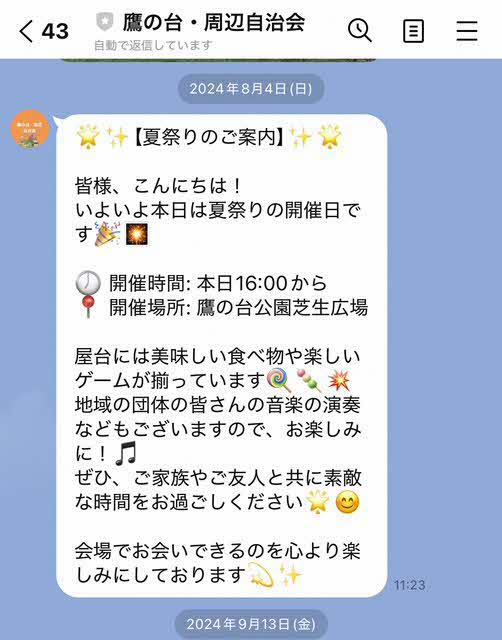 43
鷹の台・周辺自治会
自動で返信しています
2024年8月4日(日)
🌟✨【夏祭りのご案内】✨🌟
皆様、こんにちは！
いよいよ本日は夏祭りの開催日で
す🎉🎇
🕖開催時間: 本日16:00から
📍開催場所: 鷹の台公園芝生広場
屋台には美味しい食べ物や楽しい
ゲームが揃っています🍭🍡💥
地域の団体の皆さんの音楽の演奏
などもございますので、お楽しみ
に！🎵
ぜひ、ご家族やご友人と共に素敵
な時間をお過ごしください🌟😊
会場でお会いできるのを心より楽
しみにしております💫✨
11:23
2024年9月13日(金)